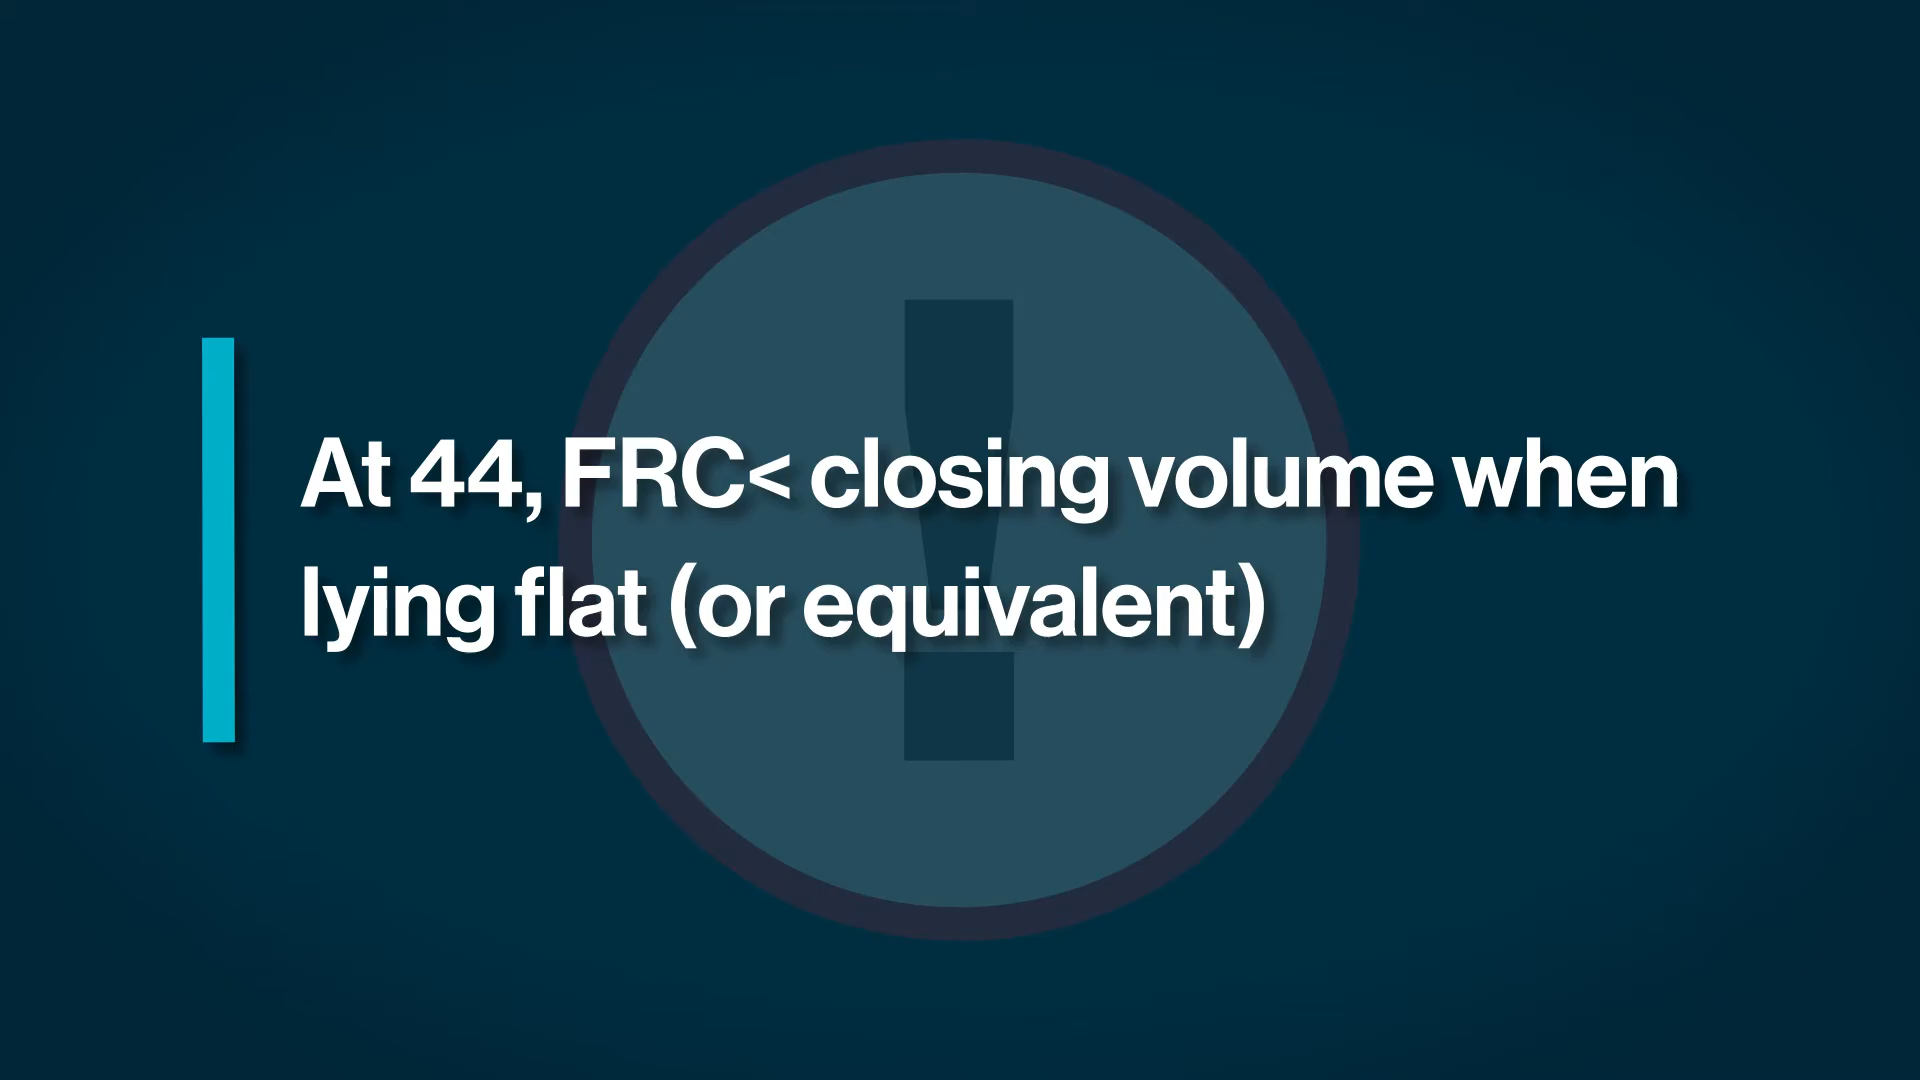 At 44, FRC< closing volume when
lying flat (or equivalent)